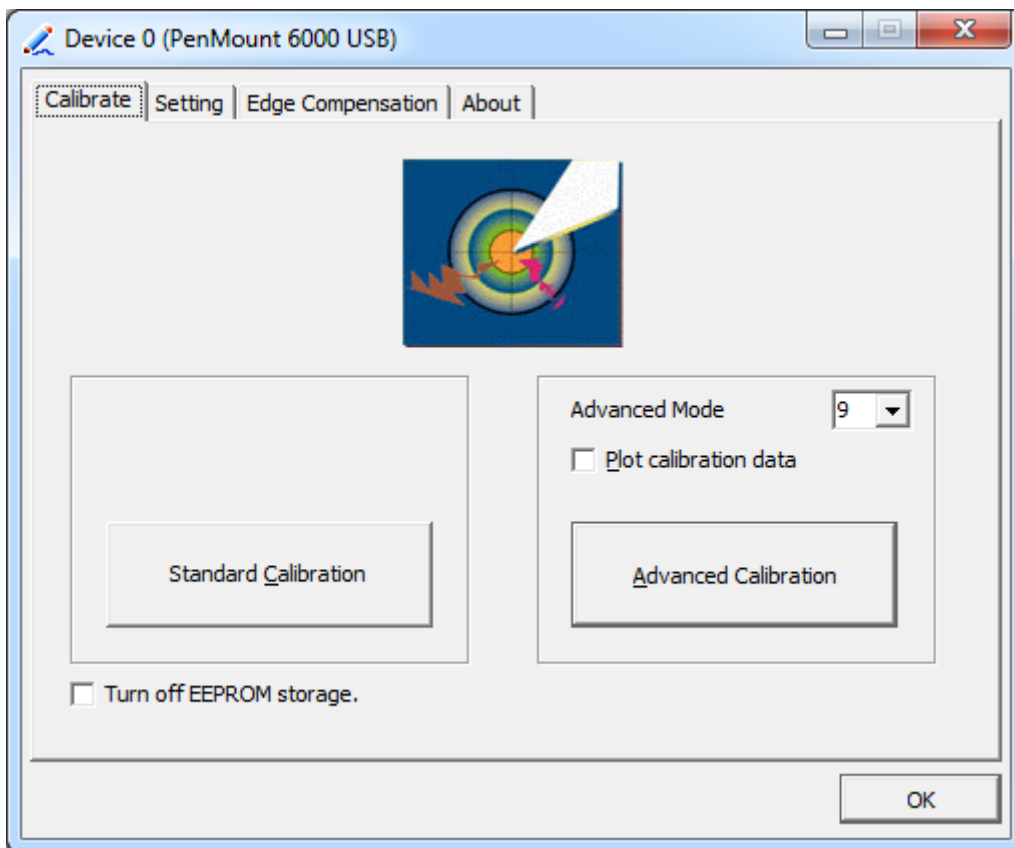 Device 0 (PenMount 6000 USB)
Calibrate Setting Edge Compensation About
Advanced Mode 9
Plot calibration data
Standard Calibration
Advanced Calibration
Turn off EEPROM storage.
OK